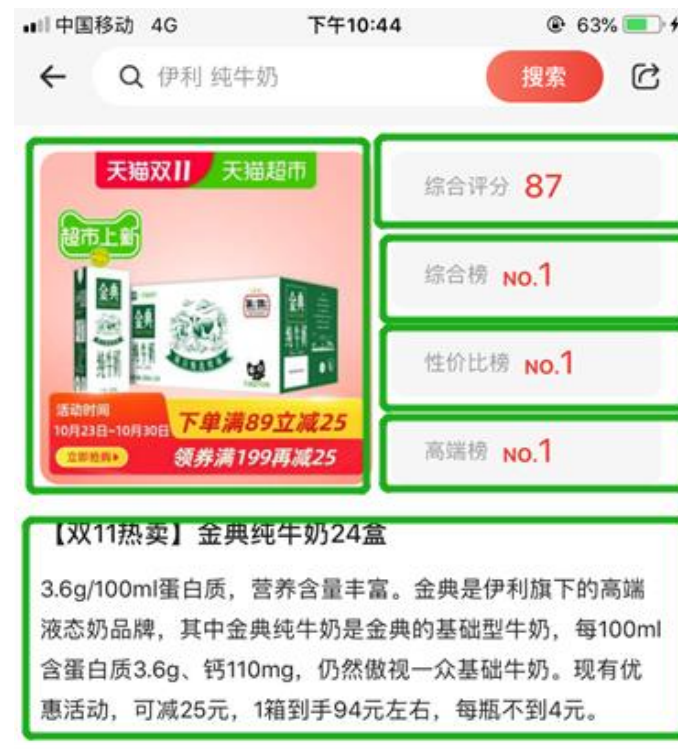 中国移动 4G 下午10:44 63%
伊利 纯牛奶 搜索
天猫双11 天猫超市
超市上新
金典
纯牛奶
金典
纯牛奶
金典
活动时间
10月23日~10月30日
立即抢购
下单满89立减25
领券满199再减25
综合评分 87
综合榜 NO.1
性价比榜 NO.1
高端榜 NO.1
【双11热卖】金典纯牛奶24盒
3.6g/100ml蛋白质，营养含量丰富。金典是伊利旗下的高端
液态奶品牌，其中金典纯牛奶是金典的基础型牛奶，每100ml
含蛋白质3.6g、钙110mg，仍然傲视一众基础牛奶。现有优
惠活动，可减25元，1箱到手94元左右，每瓶不到4元。